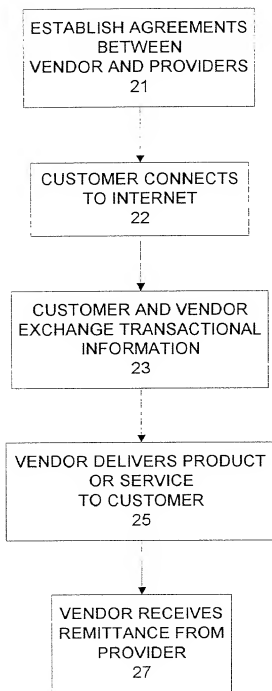 ESTABLISH AGREEMENTS
BETWEEN
VENDOR AND PROVIDERS
21
CUSTOMER CONNECTS
TO INTERNET
22
CUSTOMER AND VENDOR
EXCHANGE TRANSACTIONAL
INFORMATION
23
VENDOR DELIVERS PRODUCT
OR SERVICE
TO CUSTOMER
25
VENDOR RECEIVES
REMITTANCE FROM
PROVIDER
27